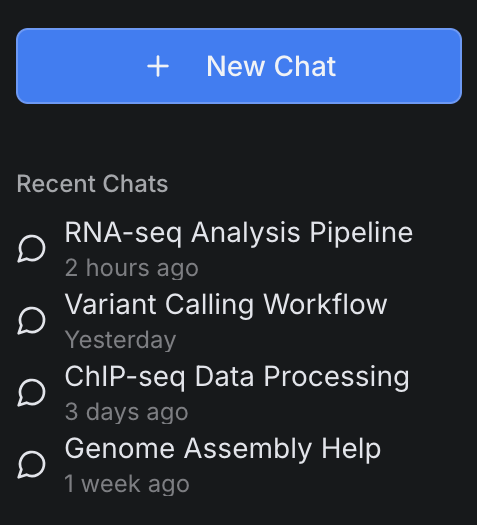 New Chat
Recent Chats
RNA-seq Analysis Pipeline
2 hours ago
Variant Calling Workflow
Yesterday
ChIP-seq Data Processing
3 days ago
Genome Assembly Help
1 week ago